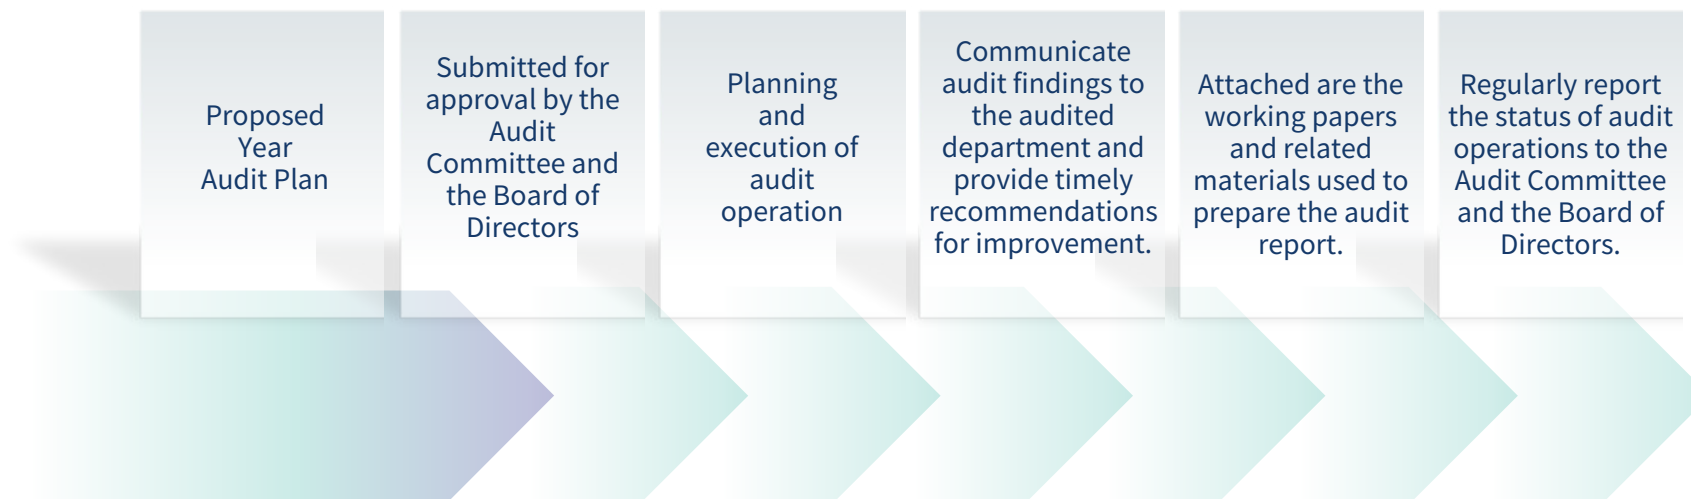 Proposed
Year
Audit Plan
Submitted for
approval by the
Audit
Committee and
the Board of
Directors
Planning
and
execution of
audit
operation
Communicate
audit findings to
the audited
department and
provide timely
recommendations
for improvement.
Attached are the
working papers
and related
materials used to
prepare the audit
report.
Regularly report
the status of audit
operations to the
Audit Committee
and the Board of
Directors.